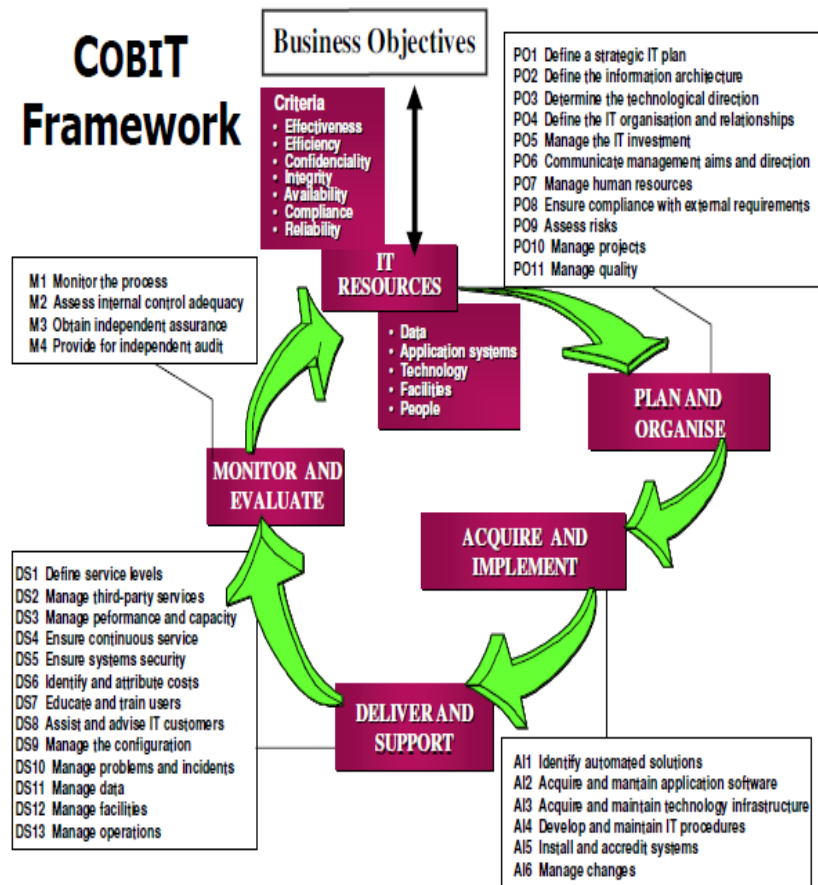 COBIT
Framework
Business Objectives
Criteria
• Effectiveness
• Efficiency
• Confidenciality
• Integrity
• Availability
• Compliance
• Reliability
PO1 Define a strategic IT plan
PO2 Define the information architecture
PO3 Determine the technological direction
PO4 Define the IT organisation and relationships
PO5 Manage the IT investment
PO6 Communicate management aims and direction
PO7 Manage human resources
PO8 Ensure compliance with external requirements
PO9 Assess risks
PO10 Manage projects
PO11 Manage quality
IT
RESOURCES
• Data
• Application systems
• Technology
• Facilities
• People
M1 Monitor the process
M2 Assess internal control adequacy
M3 Obtain independent assurance
M4 Provide for independent audit
PLAN AND
ORGANISE
MONITOR AND
EVALUATE
ACQUIRE AND
IMPLEMENT
DS1 Define service levels
DS2 Manage third-party services
DS3 Manage peformance and capacity
DS4 Ensure continuous service
DS5 Ensure systems security
DS6 Identify and attribute costs
DS7 Educate and train users
DS8 Assist and advise IT customers
DS9 Manage the configuration
DS10 Manage problems and incidents
DS11 Manage data
DS12 Manage facilities
DS13 Manage operations
DELIVER AND
SUPPORT
AI1 Identify automated solutions
AI2 Acquire and mantain application software
AI3 Acquire and maintain technology infrastructure
AI4 Develop and maintain IT procedures
AI5 Install and accredit systems
AI6 Manage changes